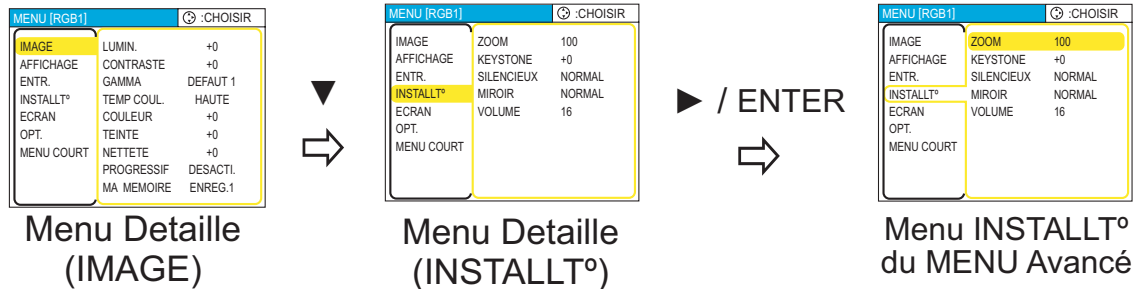 MENU [RGB1] :CHOISIR
IMAGE LUMIN. +0
AFFICHAGE CONTRASTE +0
ENTR. GAMMA DEFAUT 1
INSTALLTº TEMP COUL. HAUTE
ECRAN COULEUR +0
OPT. TEINTE +0
MENU COURT NETTETE +0
PROGRESSIF DESACTI.
MA MEMOIRE ENREG.1
Menu Detaille
(IMAGE)
▼
MENU [RGB1] :CHOISIR
IMAGE ZOOM 100
AFFICHAGE KEYSTONE +0
ENTR. SILENCIEUX NORMAL
INSTALLTº MIROIR NORMAL
ECRAN VOLUME 16
OPT.
MENU COURT
Menu Detaille
(INSTALLTº)
► / ENTER
MENU [RGB1] :CHOISIR
IMAGE ZOOM 100
AFFICHAGE KEYSTONE +0
ENTR. SILENCIEUX NORMAL
INSTALLTº MIROIR NORMAL
ECRAN VOLUME 16
OPT.
MENU COURT
Menu INSTALLTº
du MENU Avancé